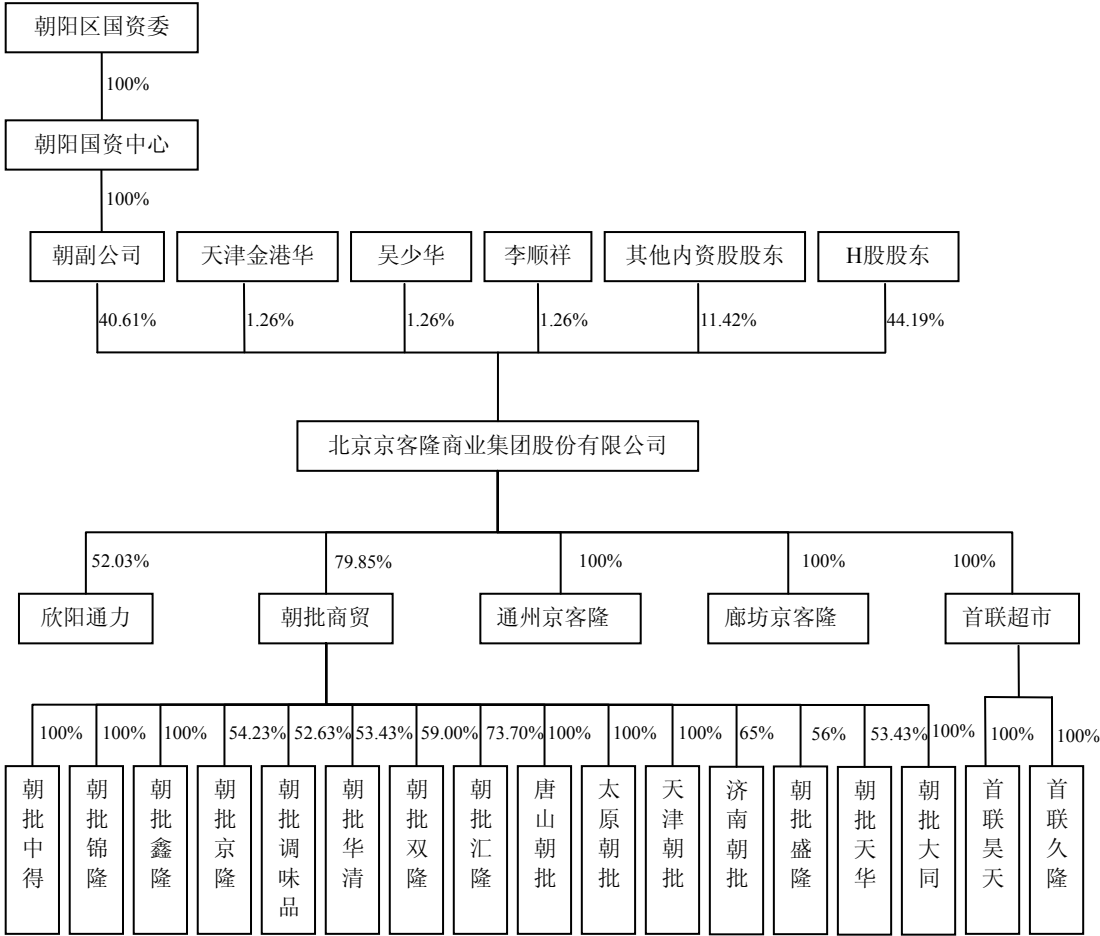 朝阳区国资委
100%
朝阳国资中心
100%
朝副公司
天津金港华
吴少华
李顺祥
其他内资股股东
H股股东
40.61%
1.26%
1.26%
1.26%
11.42%
44.19%
北京京客隆商业集团股份有限公司
52.03%
79.85%
100%
100%
100%
欣阳通力
朝批商贸
通州京客隆
廊坊京客隆
首联超市
100%
100%
100%
54.23%
52.63%
53.43%
59.00%
73.70%
100%
100%
100%
65%
56%
53.43%
100%
100%
100%
朝批中得
朝批锦隆
朝批鑫隆
朝批京隆
朝批调味品
朝批华清
朝批双隆
朝批汇隆
唐山朝批
太原朝批
天津朝批
济南朝批
朝批盛隆
朝批天华
朝批大同
首联昊天
首联久隆